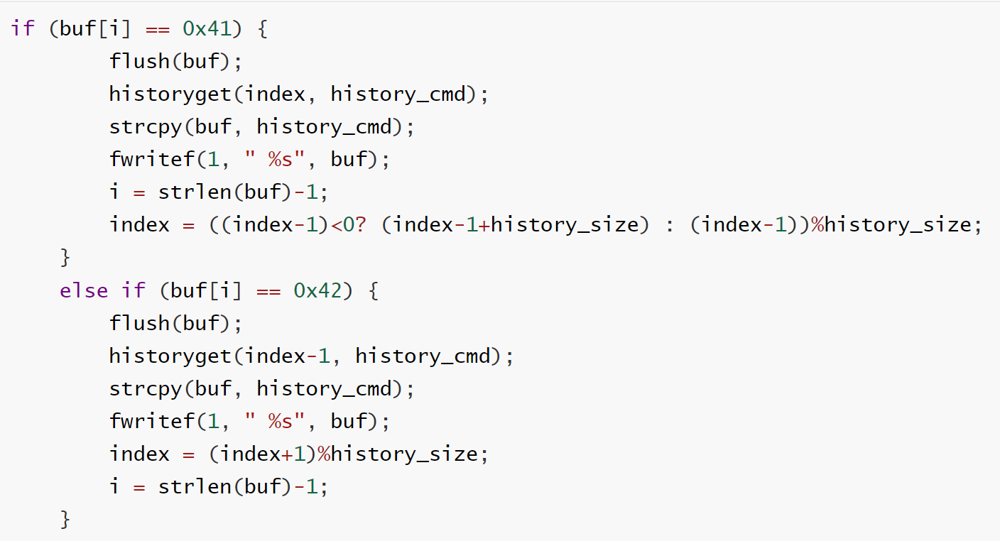 if (buf[i] == 0x41) {
flush(buf);
historyget(index, history_cmd);
strcpy(buf, history_cmd);
fwritef(1, " %s", buf);
i = strlen(buf)-1;
index = ((index-1)<0? (index-1+history_size) : (index-1))%history_size;
}
else if (buf[i] == 0x42) {
flush(buf);
historyget(index-1, history_cmd);
strcpy(buf, history_cmd);
fwritef(1, " %s", buf);
index = (index+1)%history_size;
i = strlen(buf)-1;
}